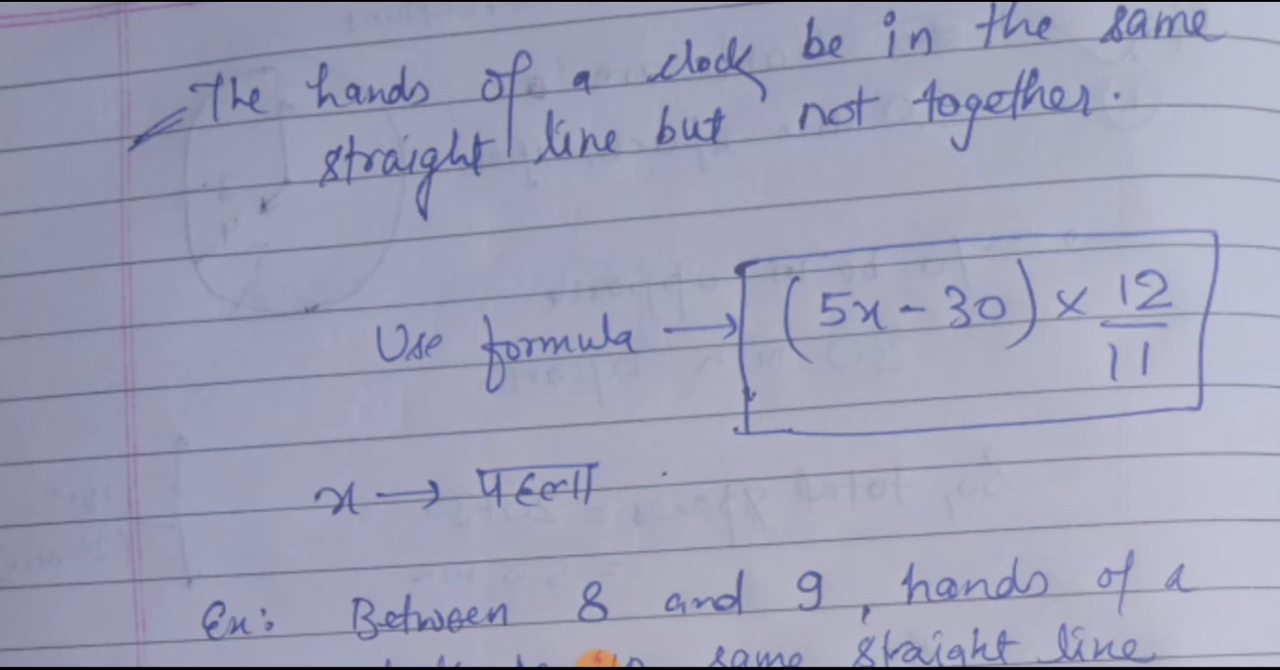 The hands of a clock be in the same
straight line but not together.
Use formula → (5x - 30) × 12/11
x → पहला
Ex: Between 8 and 9, hands of a
same straight line